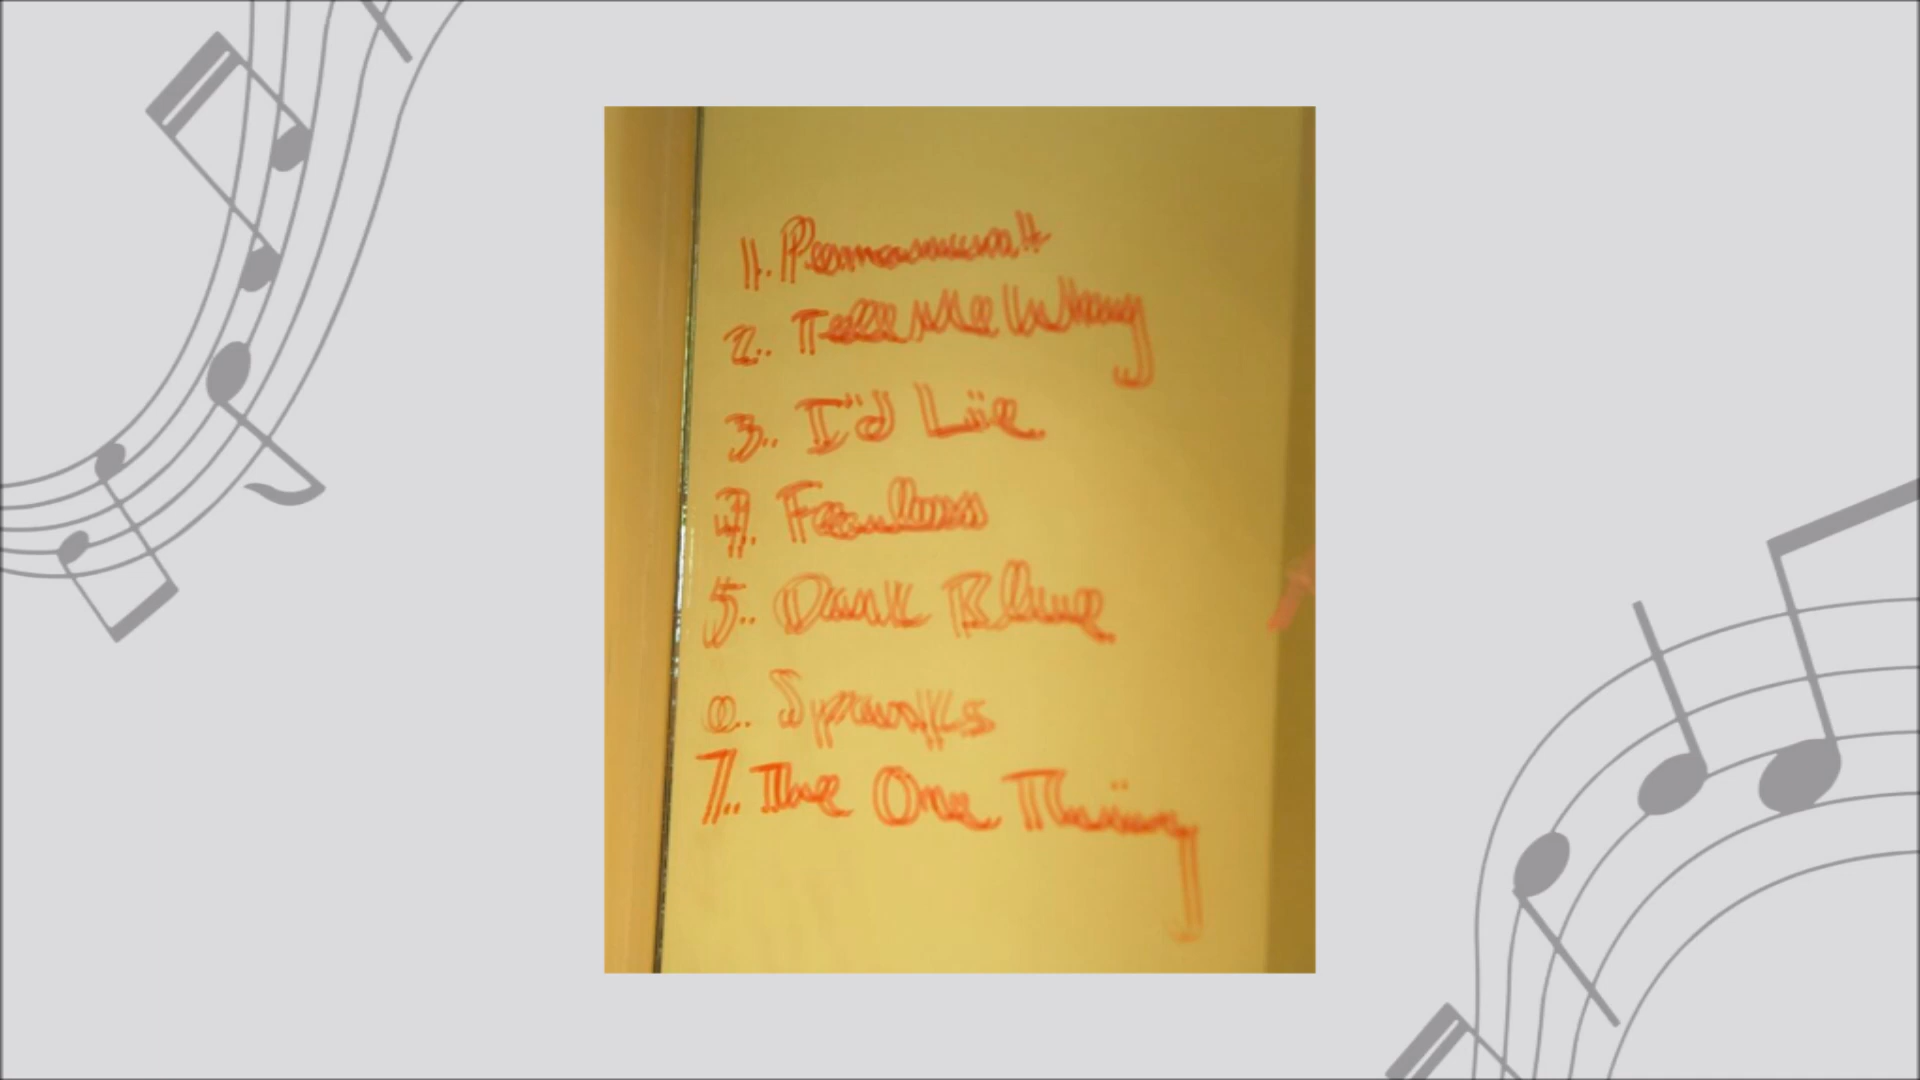 1. Permanent
2. Tell Me Why
3. I'd Lie
4. Fearless
5. Dark Blue
6. Sparks
7. The One Thing